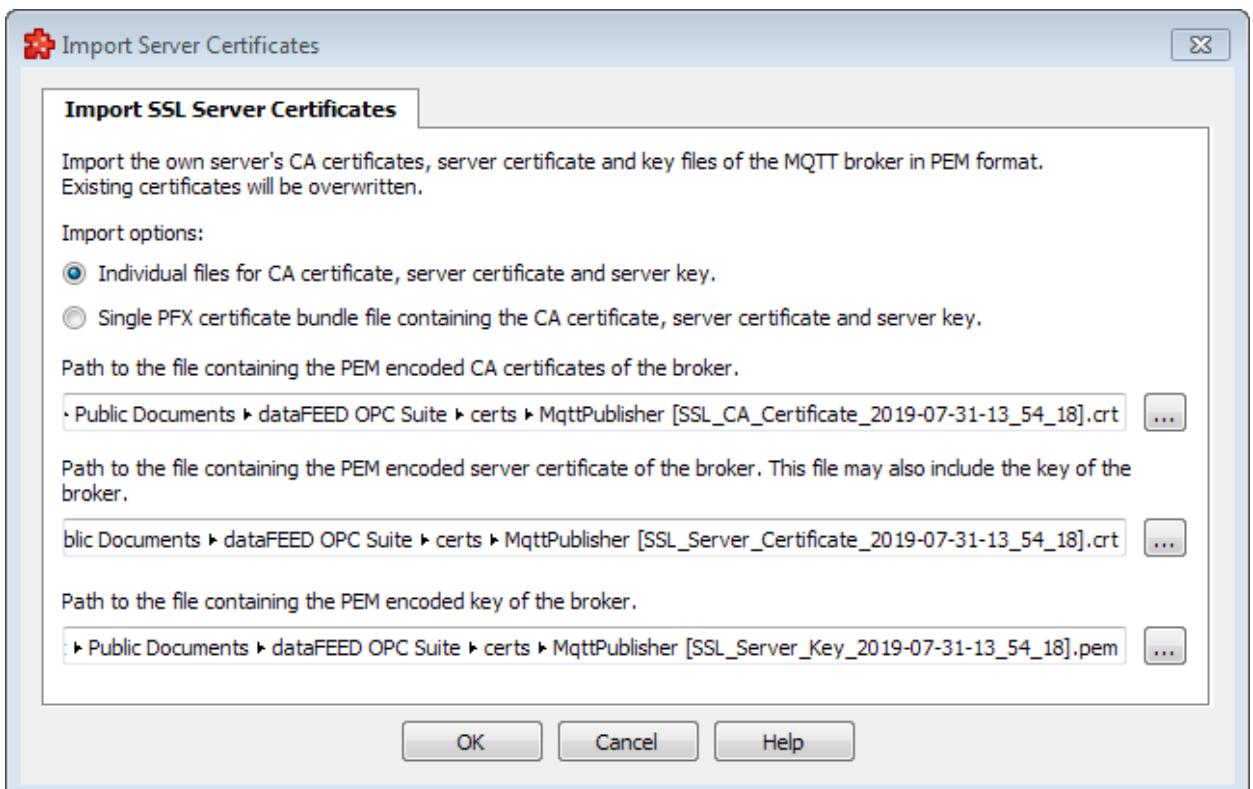 Import Server Certificates
Import SSL Server Certificates
Import the own server's CA certificates, server certificate and key files of the MQTT broker in PEM format.
Existing certificates will be overwritten.
Import options:
Individual files for CA certificate, server certificate and server key.
Single PFX certificate bundle file containing the CA certificate, server certificate and server key.
Path to the file containing the PEM encoded CA certificates of the broker.
Public Documents ▸ dataFEED OPC Suite ▸ certs ▸ MqttPublisher [SSL_CA_Certificate_2019-07-31-13_54_18].crt
...
Path to the file containing the PEM encoded server certificate of the broker. This file may also include the key of the
broker.
blic Documents ▸ dataFEED OPC Suite ▸ certs ▸ MqttPublisher [SSL_Server_Certificate_2019-07-31-13_54_18].crt
...
Path to the file containing the PEM encoded key of the broker.
▸ Public Documents ▸ dataFEED OPC Suite ▸ certs ▸ MqttPublisher [SSL_Server_Key_2019-07-31-13_54_18].pem
...
OK
Cancel
Help